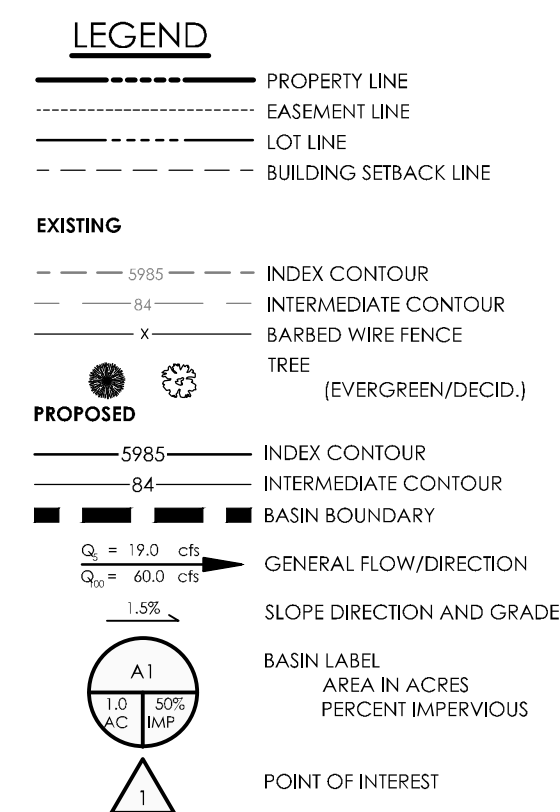 LEGEND
PROPERTY LINE
EASEMENT LINE
LOT LINE
BUILDING SETBACK LINE
EXISTING
5985 INDEX CONTOUR
84 INTERMEDIATE CONTOUR
X BARBED WIRE FENCE
TREE
(EVERGREEN/DECID.)
PROPOSED
5985 INDEX CONTOUR
84 INTERMEDIATE CONTOUR
BASIN BOUNDARY
Q5 = 19.0 cfs
GENERAL FLOW/DIRECTION
Q100 = 60.0 cfs
1.5%
SLOPE DIRECTION AND GRADE
A1
BASIN LABEL
AREA IN ACRES
1.0 50%
PERCENT IMPERVIOUS
AC IMP
1
POINT OF INTEREST